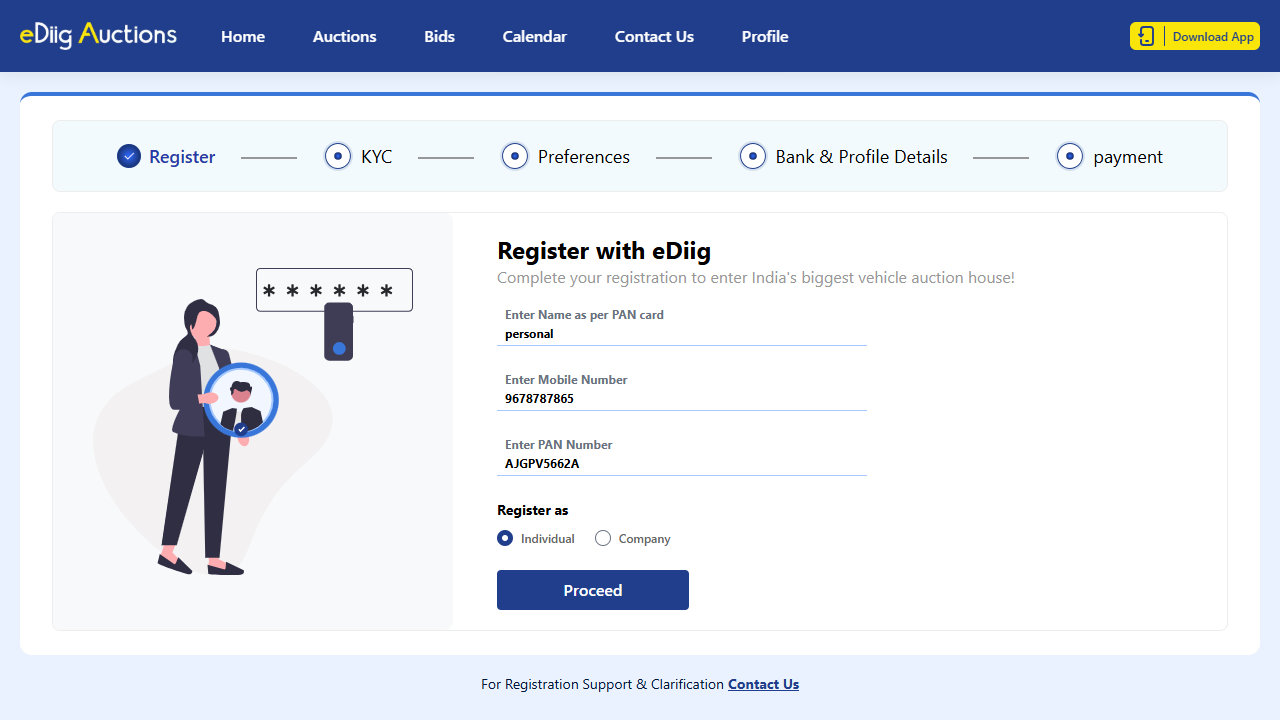 eDiig Auctions Home Auctions Bids Calendar Contact Us Profile Download App
Register KYC Preferences Bank & Profile Details payment
* * * * * *
Register with eDiig
Complete your registration to enter India's biggest vehicle auction house!
Enter Name as per PAN card
personal
Enter Mobile Number
9678787865
Enter PAN Number
AJGPV5662A
Register as
Individual Company
Proceed
For Registration Support & Clarification Contact Us